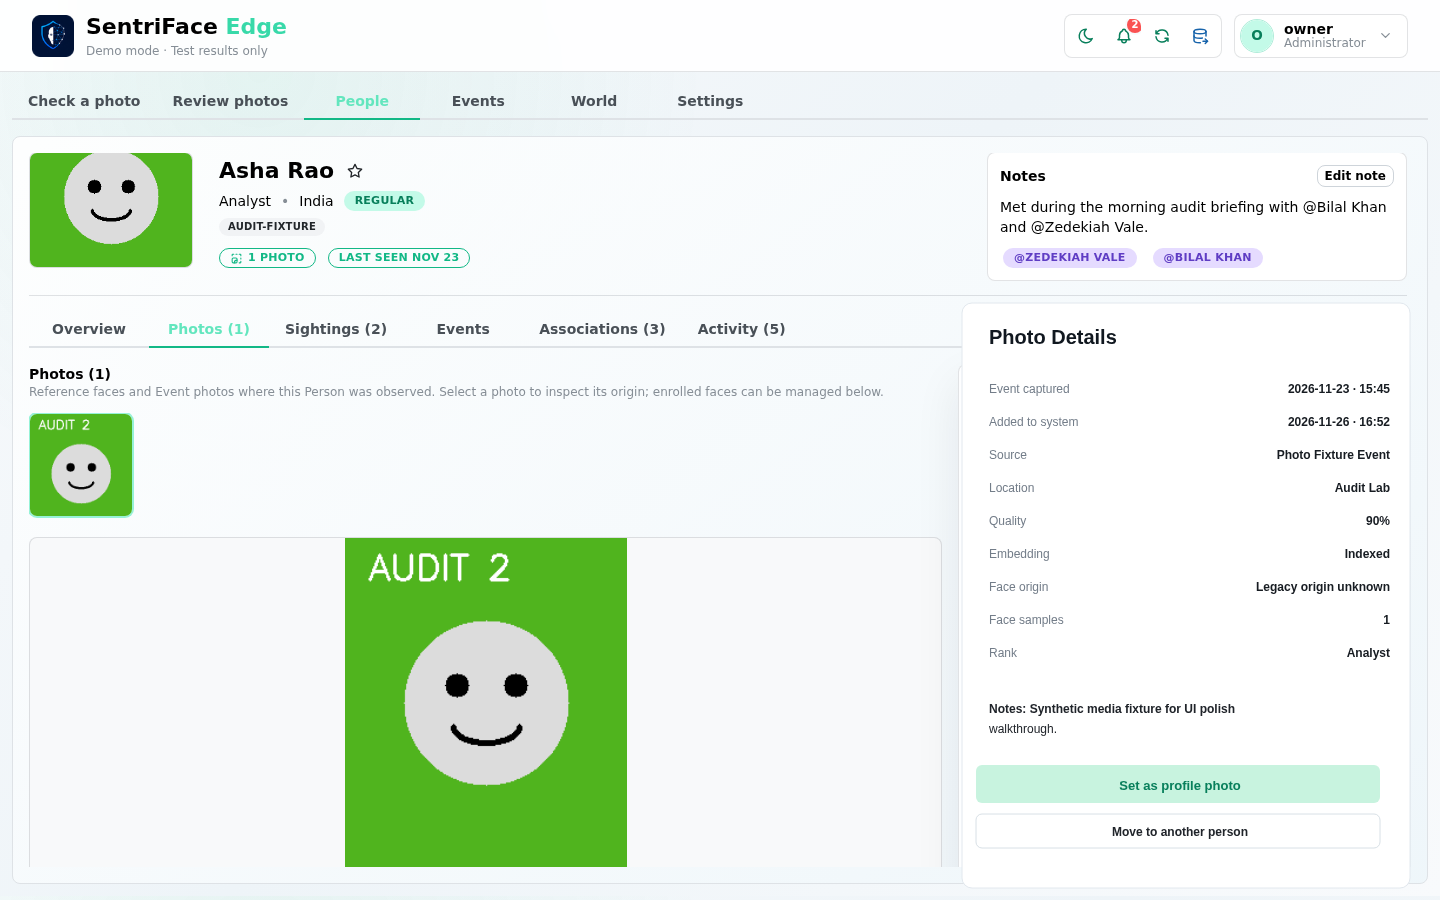 SentriFace Edge
Demo mode · Test results only
2
O
owner
Administrator
Check a photo
Review photos
People
Events
World
Settings
Asha Rao
Analyst • India REGULAR
AUDIT-FIXTURE
1 PHOTO
LAST SEEN NOV 23
Notes
Edit note
Met during the morning audit briefing with @Bilal Khan
and @Zedekiah Vale.
@ZEDEKIAH VALE
@BILAL KHAN
Overview
Photos (1)
Sightings (2)
Events
Associations (3)
Activity (5)
Photos (1)
Reference faces and Event photos where this Person was observed. Select a photo to inspect its origin; enrolled faces can be managed below.
AUDIT 2
AUDIT 2
Photo Details
Event captured 2026-11-23 · 15:45
Added to system 2026-11-26 · 16:52
Source Photo Fixture Event
Location Audit Lab
Quality 90%
Embedding Indexed
Face origin Legacy origin unknown
Face samples 1
Rank Analyst
Notes: Synthetic media fixture for UI polish
walkthrough.
Set as profile photo
Move to another person